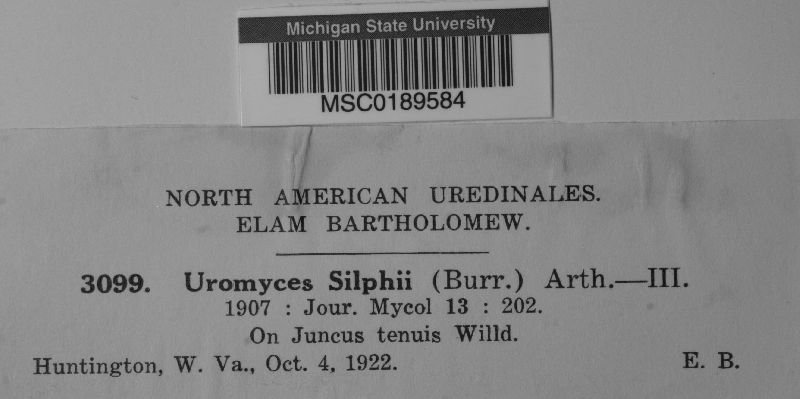 Michigan State University
MSC0189584
NORTH AMERICAN UREDINALES.
ELAM BARTHOLOMEW.
3099. Uromyces Silphii (Burr.) Arth.—III.
1907 : Jour. Mycol 13 : 202.
On Juncus tenuis Willd.
Huntington, W. Va., Oct. 4, 1922. E. B.